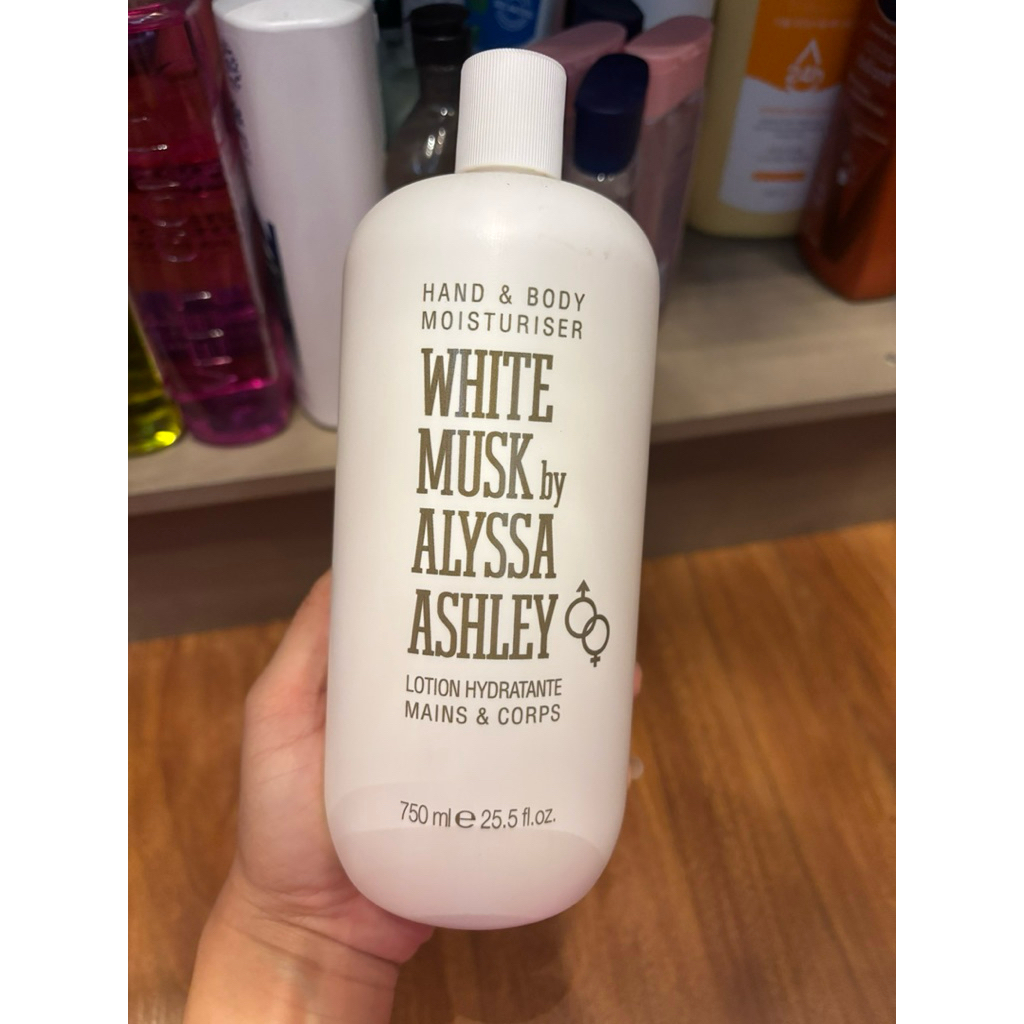 HAND & BODY
MOISTURISER
WHITE
MUSK by
ALYSSA
ASHLEY
LOTION HYDRATANTE
MAINS & CORPS
750 ml e 25.5 fl.oz.